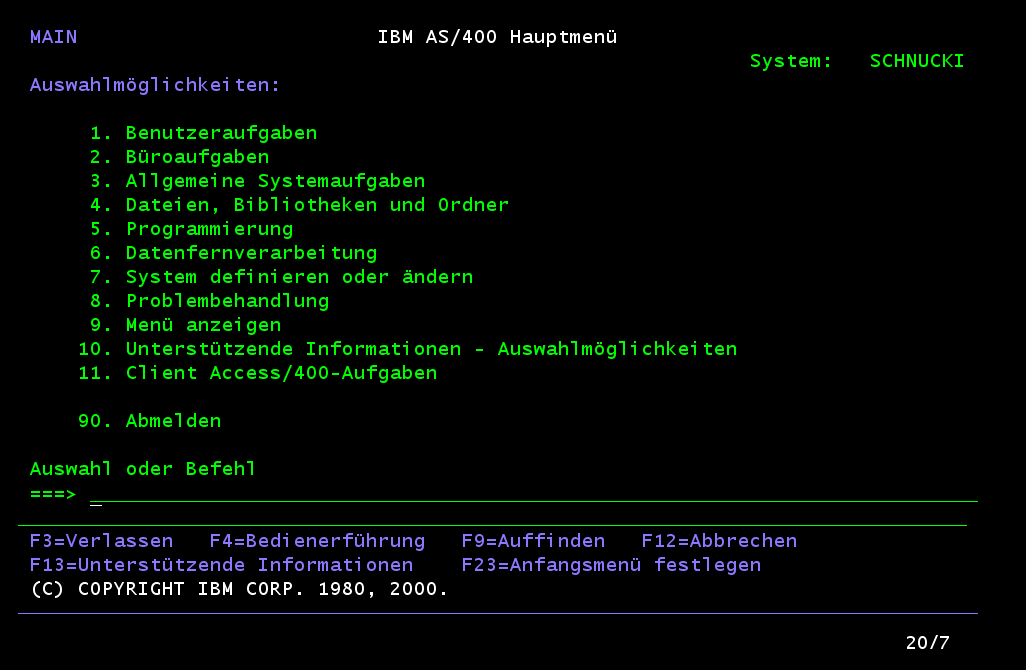 MAIN IBM AS/400 Hauptmenü
System: SCHNUCKI
Auswahlmöglichkeiten:
1. Benutzeraufgaben
2. Büroaufgaben
3. Allgemeine Systemaufgaben
4. Dateien, Bibliotheken und Ordner
5. Programmierung
6. Datenfernverarbeitung
7. System definieren oder ändern
8. Problembehandlung
9. Menü anzeigen
10. Unterstützende Informationen - Auswahlmöglichkeiten
11. Client Access/400-Aufgaben
90. Abmelden
Auswahl oder Befehl
===> _
F3=Verlassen F4=Bedienerführung F9=Auffinden F12=Abbrechen
F13=Unterstützende Informationen F23=Anfangsmenü festlegen
(C) COPYRIGHT IBM CORP. 1980, 2000.
20/7